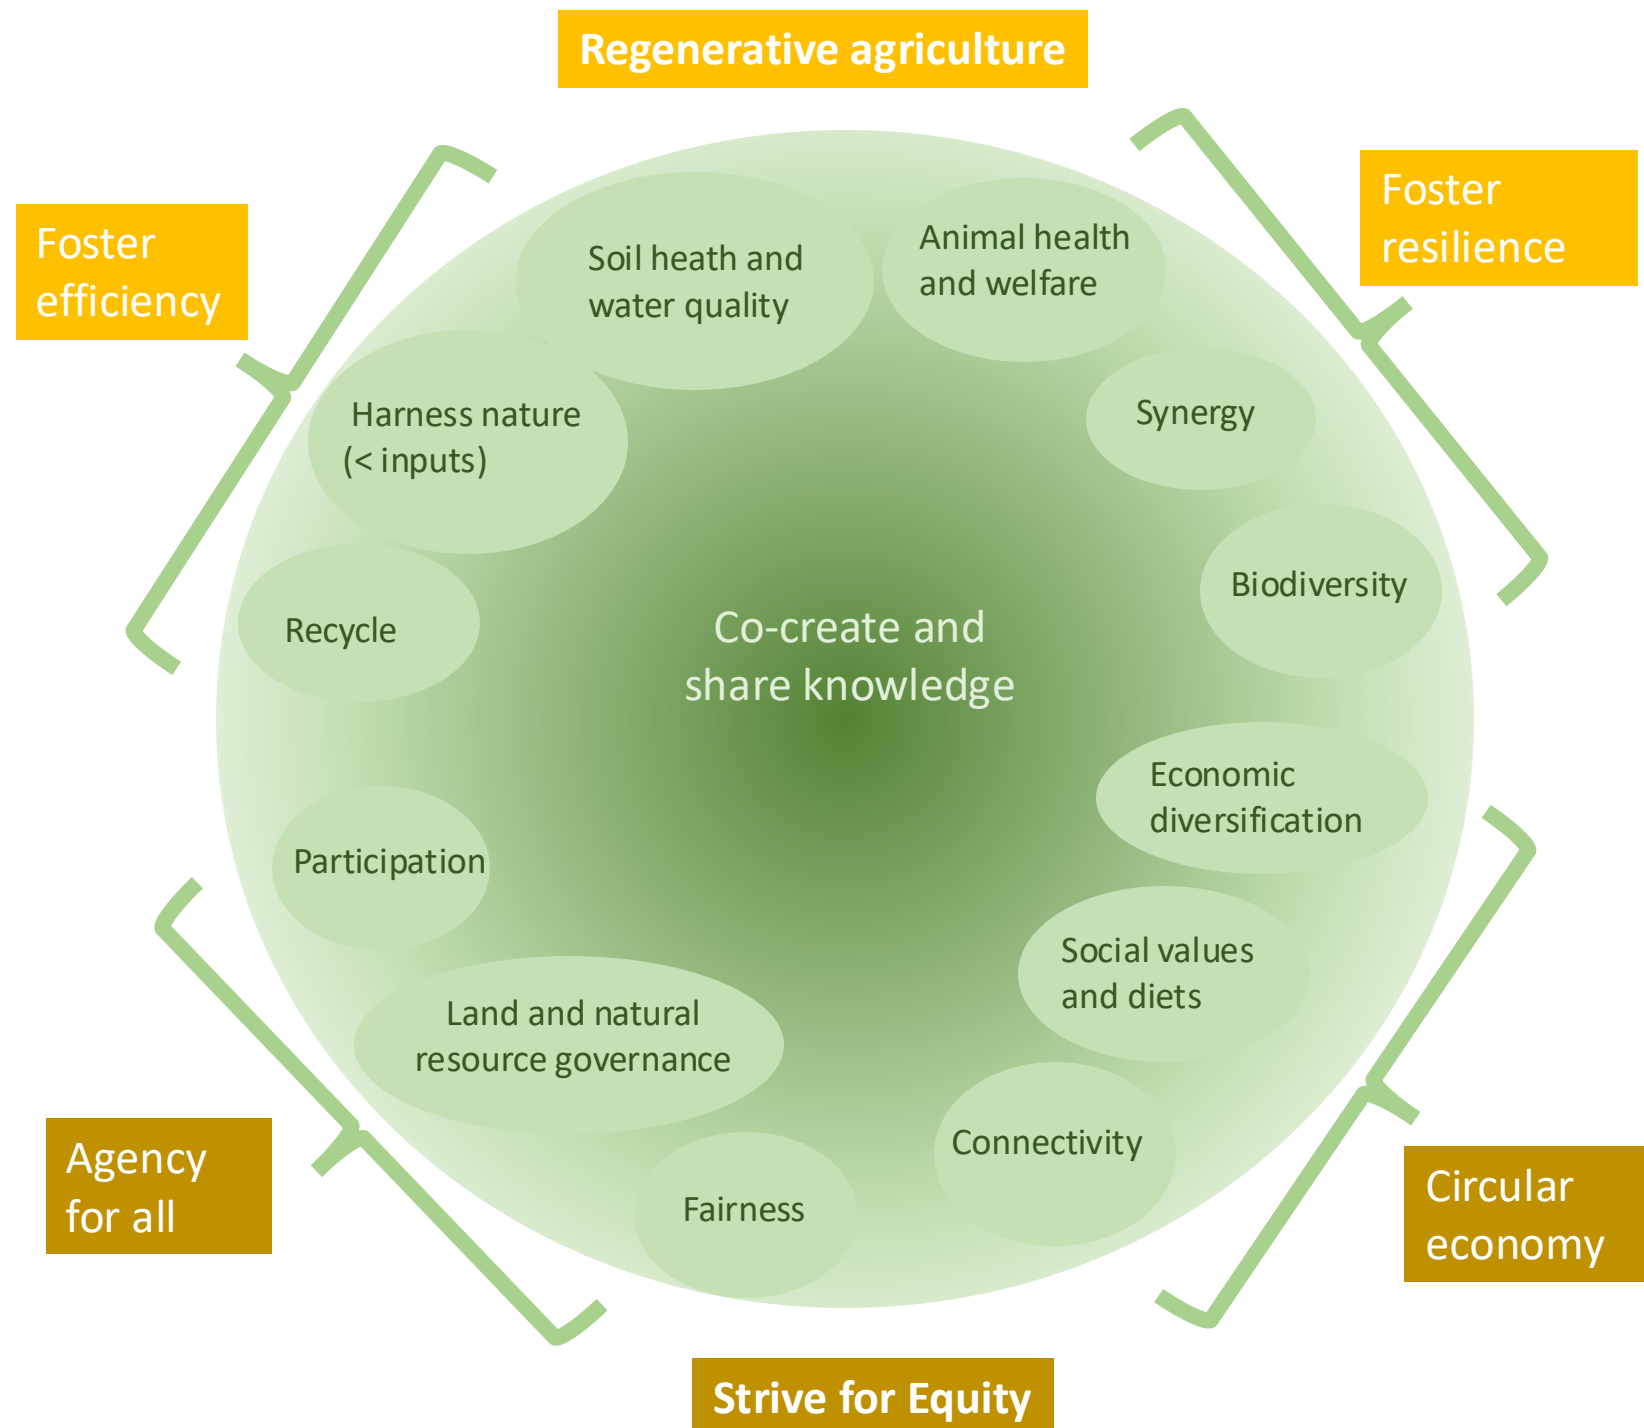 Regenerative agriculture
Foster
efficiency
Foster
resilience
Soil heath and
water quality
Animal health
and welfare
Harness nature
(< inputs)
Synergy
Recycle
Biodiversity
Co-create and
share knowledge
Participation
Economic
diversification
Land and natural
resource governance
Social values
and diets
Fairness
Connectivity
Agency
for all
Circular
economy
Strive for Equity